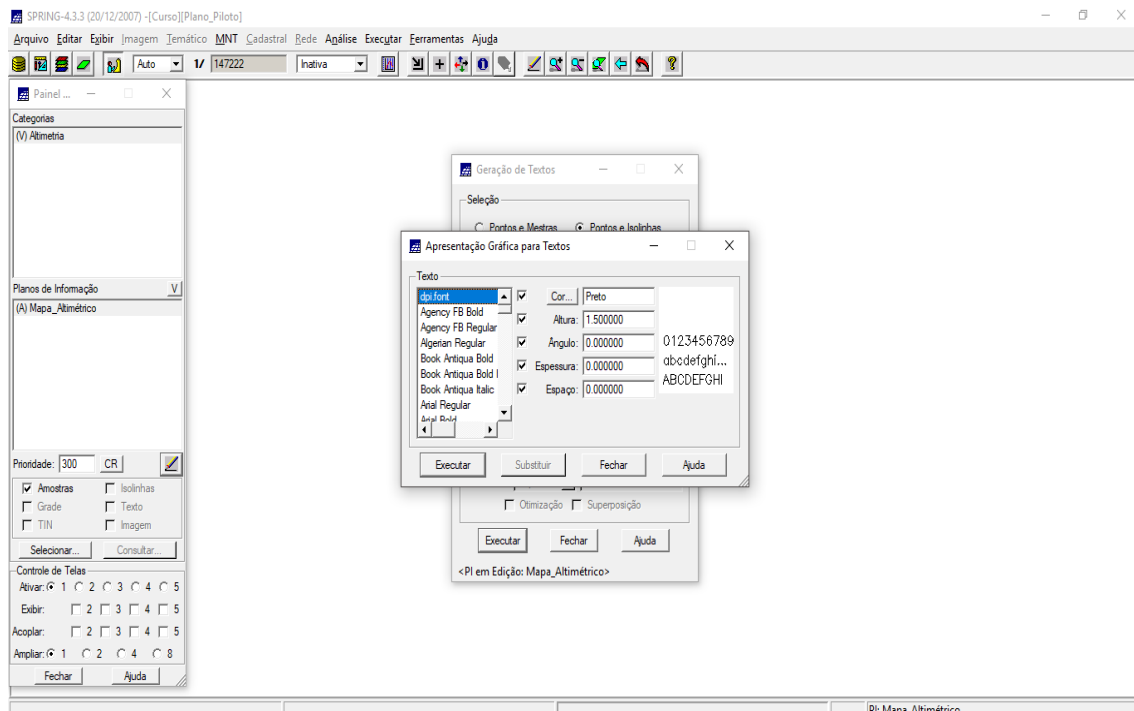 SPRING-4.3.3 (20/12/2007) -[Curso][Plano_Piloto]
Arquivo Editar Exibir Imagem Temático MNT Cadastral Rede Análise Executar Ferramentas Ajuda
Auto 1/ 147222 Inativa
Painel ...
Categorias
(V) Altimetria
Planos de Informação V
(A) Mapa_Altimétrico
Prioridade: 300 CR
Amostras Isolinhas
Grade Texto
TIN Imagem
Selecionar... Consultar...
Controle de Telas
Ativar: 1 2 3 4 5
Exibir: 2 3 4 5
Acoplar: 2 3 4 5
Ampliar: 1 2 4 8
Fechar Ajuda
Geração de Textos
Seleção
Pontos e Mestras Pontos e Isolinhas
Apresentação Gráfica para Textos
Texto
dpi.font
Agency FB Bold
Agency FB Regular
Algerian Regular
Book Antiqua Bold
Book Antiqua Bold I
Book Antiqua Italic
Arial Regular
Arial Bold
Cor... Preto
Altura: 1.500000
Angulo: 0.000000
Espessura: 0.000000
Espaço: 0.000000
0123456789
abcdefghi...
ABCDEFGHI
Executar Substituir Fechar Ajuda
Otimização Superposição
Executar Fechar Ajuda
<PI em Edição: Mapa_Altimétrico>
PI: Mapa_Altimétrico